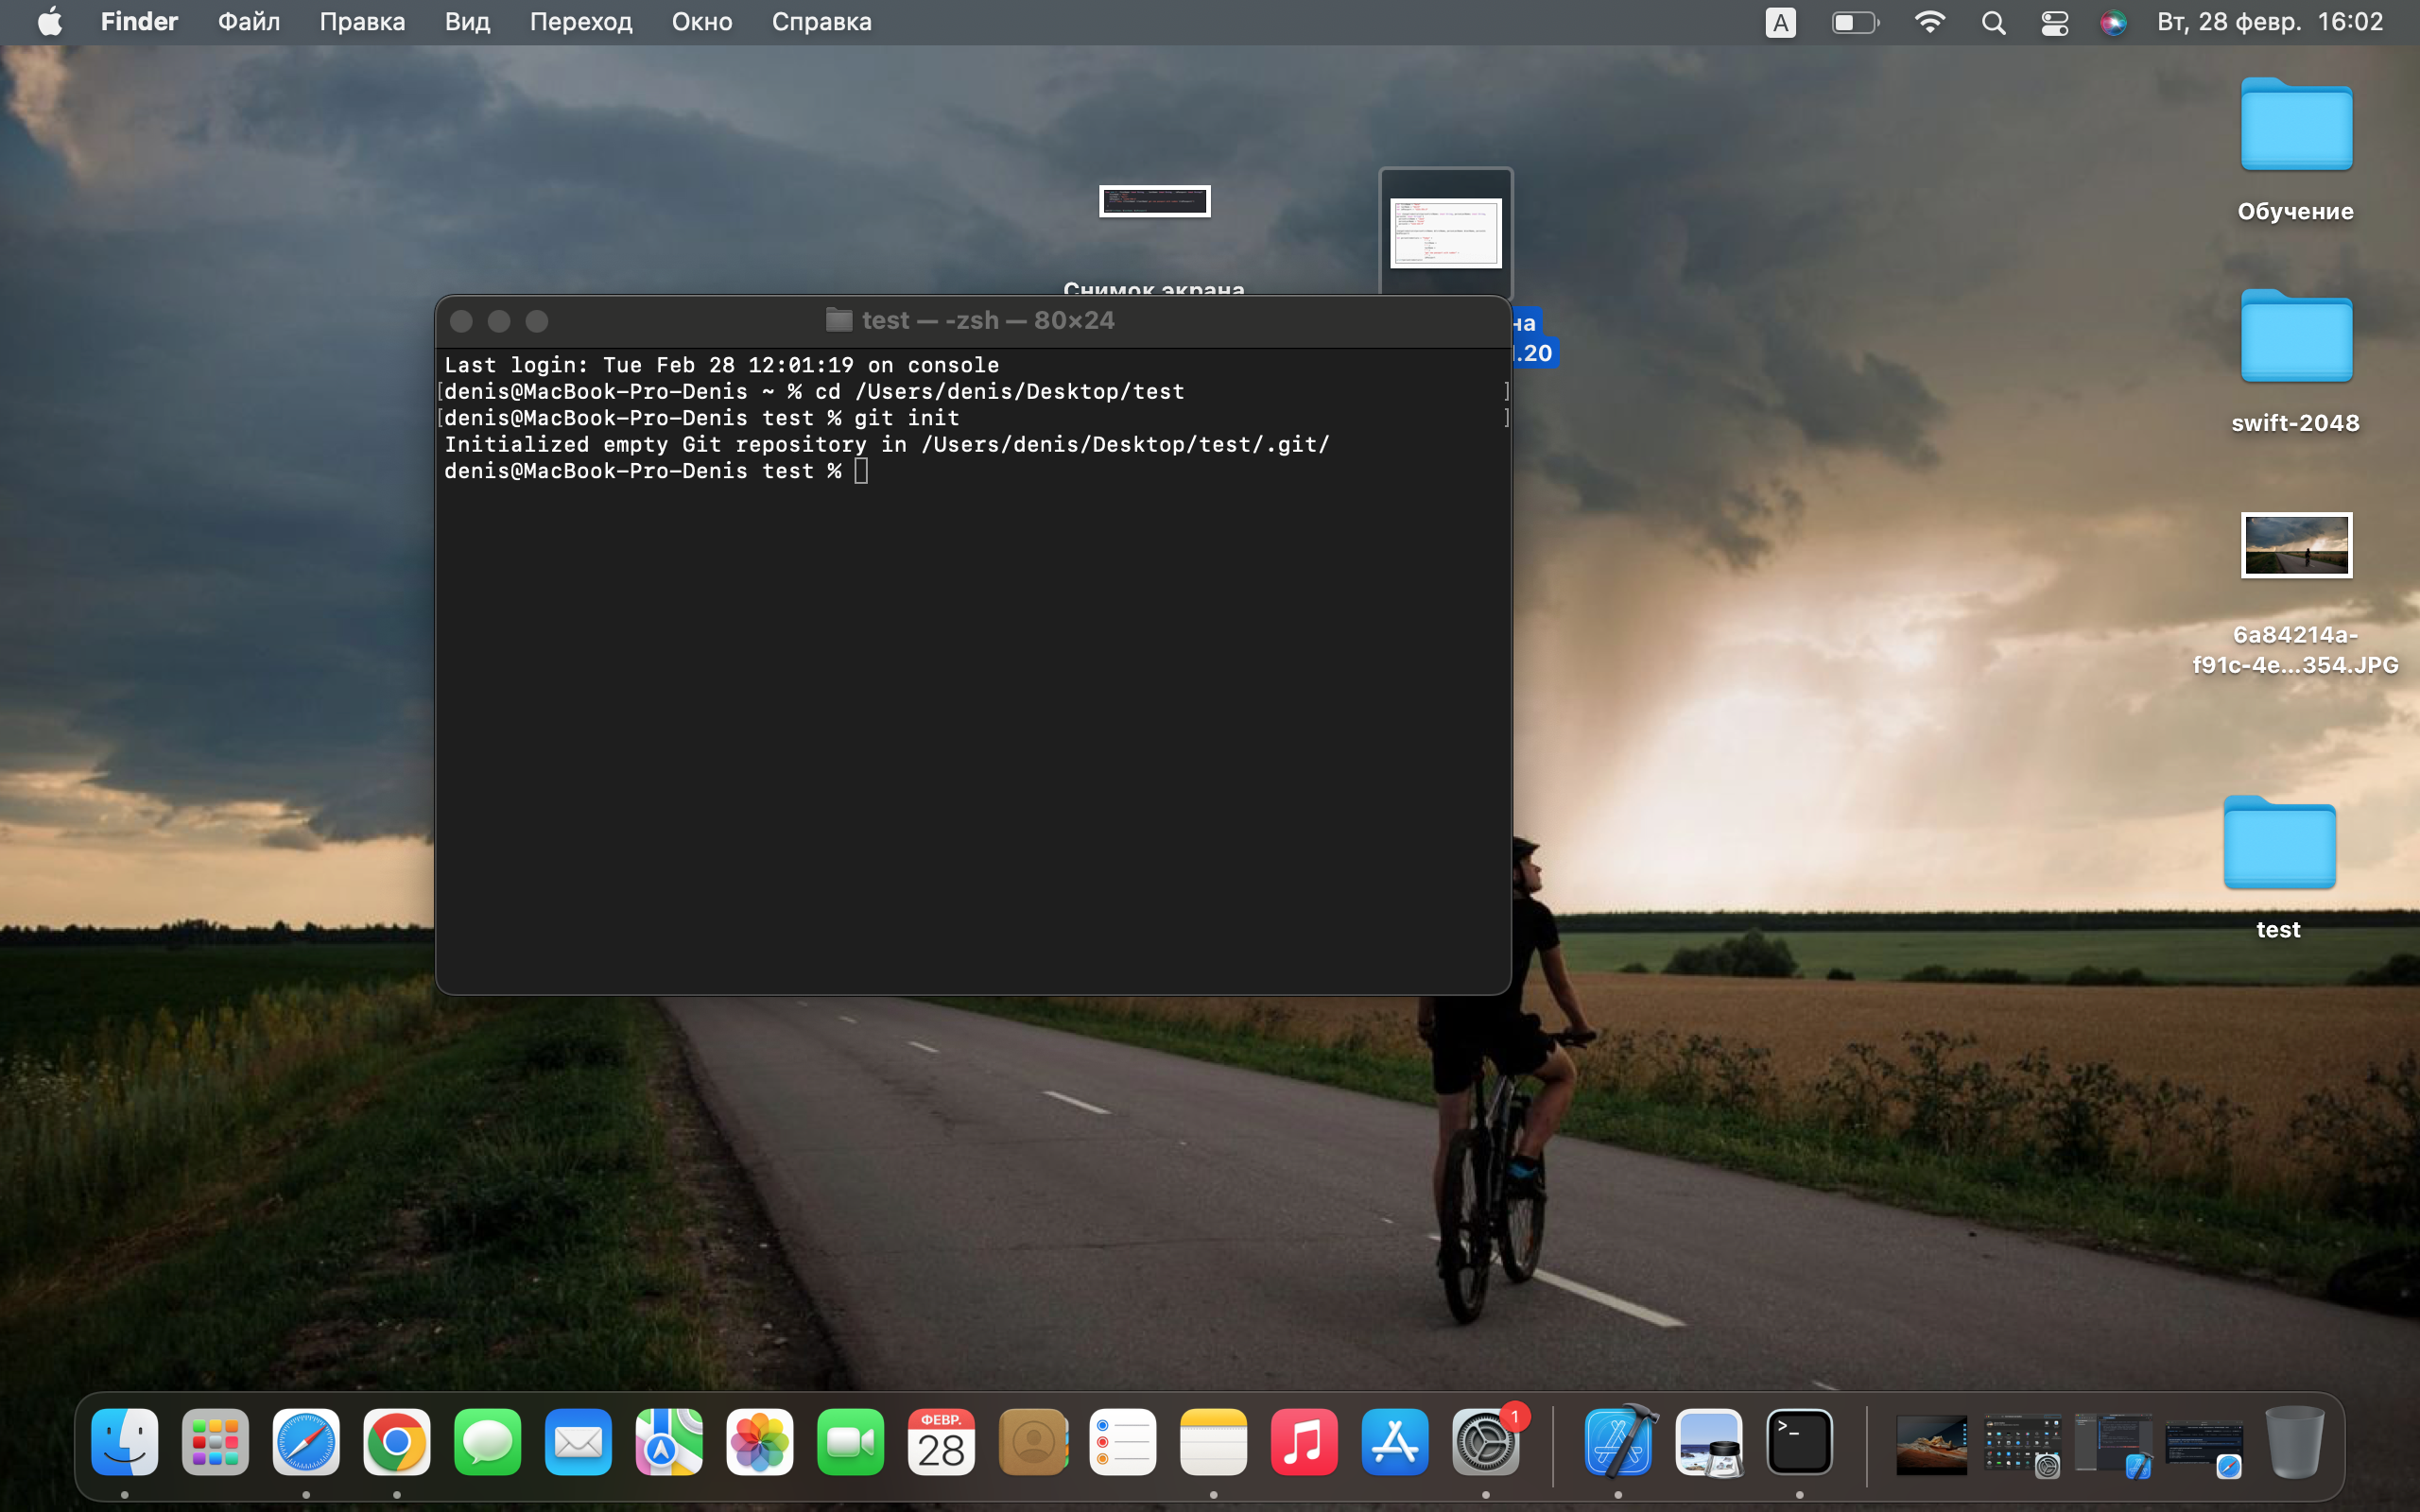 Finder Файл Правка Вид Переход Окно Справка A Вт, 28 февр. 16:02
Обучение
swift-2048
6a84214a-
f91c-4e...354.JPG
test
Снимок экрана
на
.20
test — -zsh — 80×24
Last login: Tue Feb 28 12:01:19 on console
[denis@MacBook-Pro-Denis ~ % cd /Users/denis/Desktop/test ]
[denis@MacBook-Pro-Denis test % git init ]
Initialized empty Git repository in /Users/denis/Desktop/test/.git/
denis@MacBook-Pro-Denis test %
ФЕВР.
28
1
>_